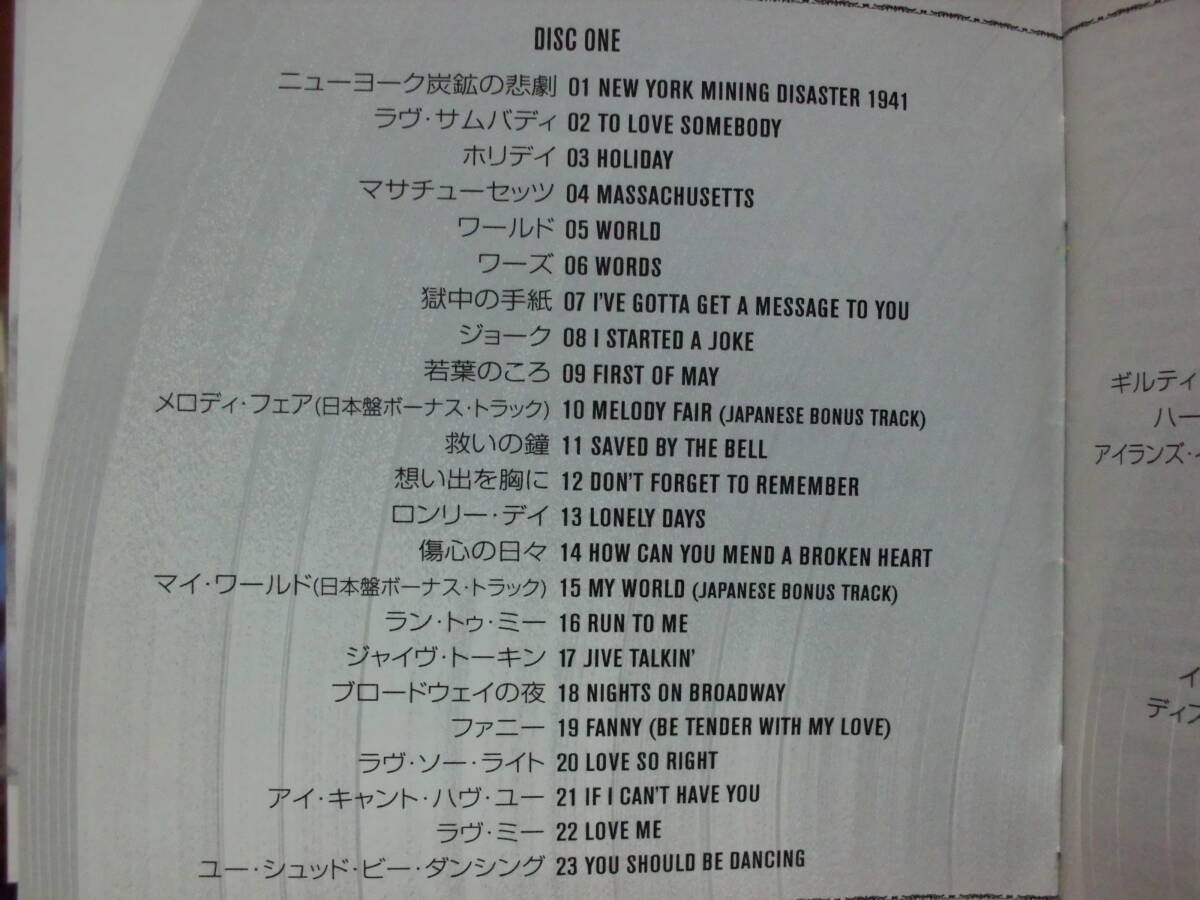 DISC ONE
ニューヨーク炭鉱の悲劇 01 NEW YORK MINING DISASTER 1941
ラヴ・サムバディ 02 TO LOVE SOMEBODY
ホリデイ 03 HOLIDAY
マサチューセッツ 04 MASSACHUSETTS
ワールド 05 WORLD
ワーズ 06 WORDS
獄中の手紙 07 I'VE GOTTA GET A MESSAGE TO YOU
ジョーク 08 I STARTED A JOKE
若葉のころ 09 FIRST OF MAY
メロディ・フェア(日本盤ボーナス・トラック) 10 MELODY FAIR (JAPANESE BONUS TRACK)
救いの鐘 11 SAVED BY THE BELL
想い出を胸に 12 DON'T FORGET TO REMEMBER
ロンリー・デイ 13 LONELY DAYS
傷心の日々 14 HOW CAN YOU MEND A BROKEN HEART
マイ・ワールド(日本盤ボーナス・トラック) 15 MY WORLD (JAPANESE BONUS TRACK)
ラン・トゥ・ミー 16 RUN TO ME
ジャイヴ・トーキン 17 JIVE TALKIN'
ブロードウェイの夜 18 NIGHTS ON BROADWAY
ファニー 19 FANNY (BE TENDER WITH MY LOVE)
ラヴ・ソー・ライト 20 LOVE SO RIGHT
アイ・キャント・ハヴ・ユー 21 IF I CAN'T HAVE YOU
ラヴ・ミー 22 LOVE ME
ユー・シュッド・ビー・ダンシング 23 YOU SHOULD BE DANCING
ギルティ
ハー
アイランズ・
イ
ディス